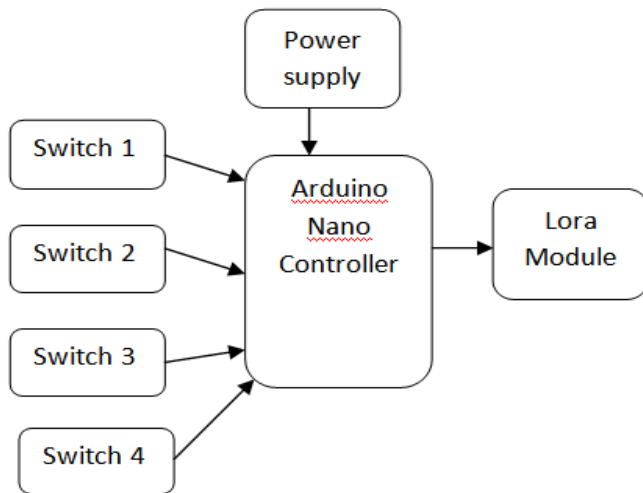 Power
supply
Switch 1
Switch 2
Switch 3
Switch 4
Arduino
Nano
Controller
Lora
Module